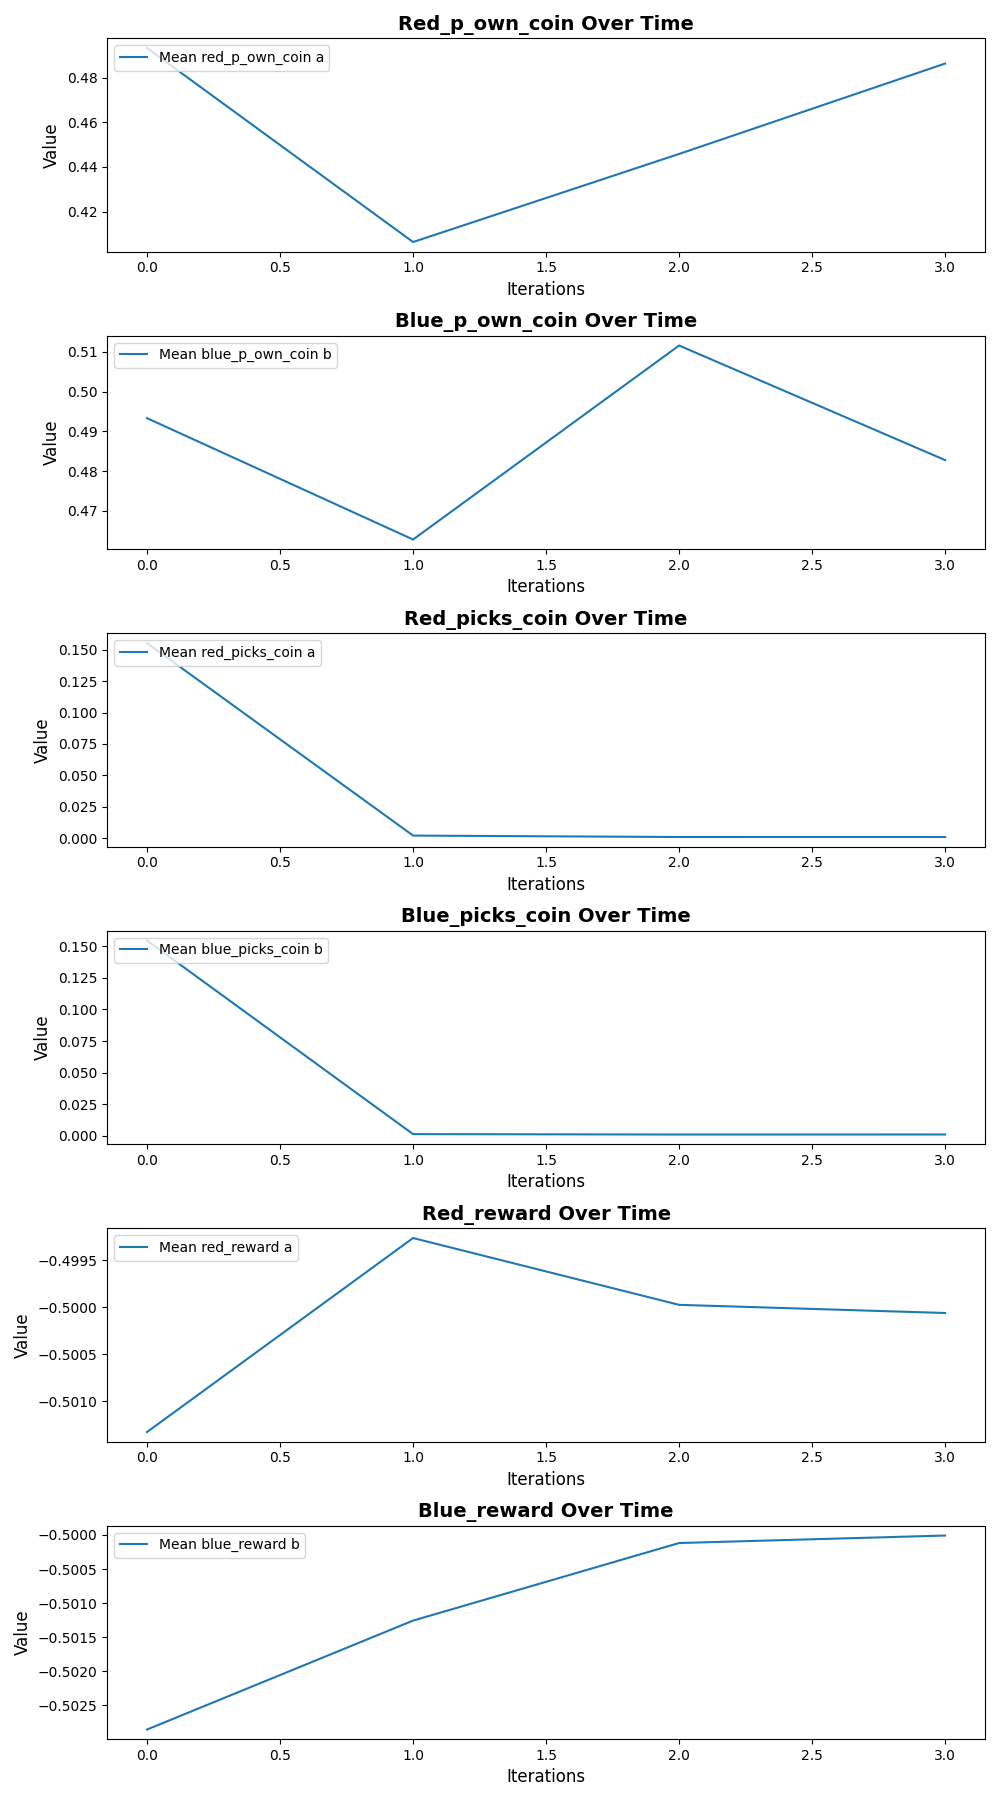 Red_p_own_coin Over Time
Mean red_p_own_coin a
0.48
0.46
0.44
0.42
Value
0.0 0.5 1.0 1.5 2.0 2.5 3.0
Iterations
Blue_p_own_coin Over Time
Mean blue_p_own_coin b
0.51
0.50
0.49
0.48
0.47
Value
0.0 0.5 1.0 1.5 2.0 2.5 3.0
Iterations
Red_picks_coin Over Time
Mean red_picks_coin a
0.150
0.125
0.100
0.075
0.050
0.025
0.000
Value
0.0 0.5 1.0 1.5 2.0 2.5 3.0
Iterations
Blue_picks_coin Over Time
Mean blue_picks_coin b
0.150
0.125
0.100
0.075
0.050
0.025
0.000
Value
0.0 0.5 1.0 1.5 2.0 2.5 3.0
Iterations
Red_reward Over Time
Mean red_reward a
−0.4995
−0.5000
−0.5005
−0.5010
Value
0.0 0.5 1.0 1.5 2.0 2.5 3.0
Iterations
Blue_reward Over Time
Mean blue_reward b
−0.5000
−0.5005
−0.5010
−0.5015
−0.5020
−0.5025
Value
0.0 0.5 1.0 1.5 2.0 2.5 3.0
Iterations